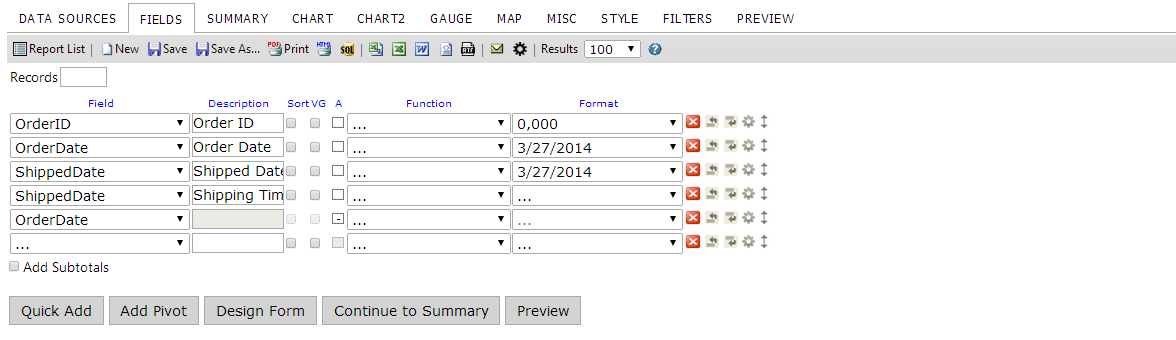 DATA SOURCES FIELDS SUMMARY CHART CHART2 GAUGE MAP MISC STYLE FILTERS PREVIEW
Report List | New Save Save As... PDF Print HTML SQL | Results 100 ?
Records
Field Description Sort VG A Function Format
OrderID Order ID ... 0,000
OrderDate Order Date ... 3/27/2014
ShippedDate Shipped Date ... 3/27/2014
ShippedDate Shipping Tim ... ...
OrderDate - ... ...
... ... ...
Add Subtotals
Quick Add Add Pivot Design Form Continue to Summary Preview